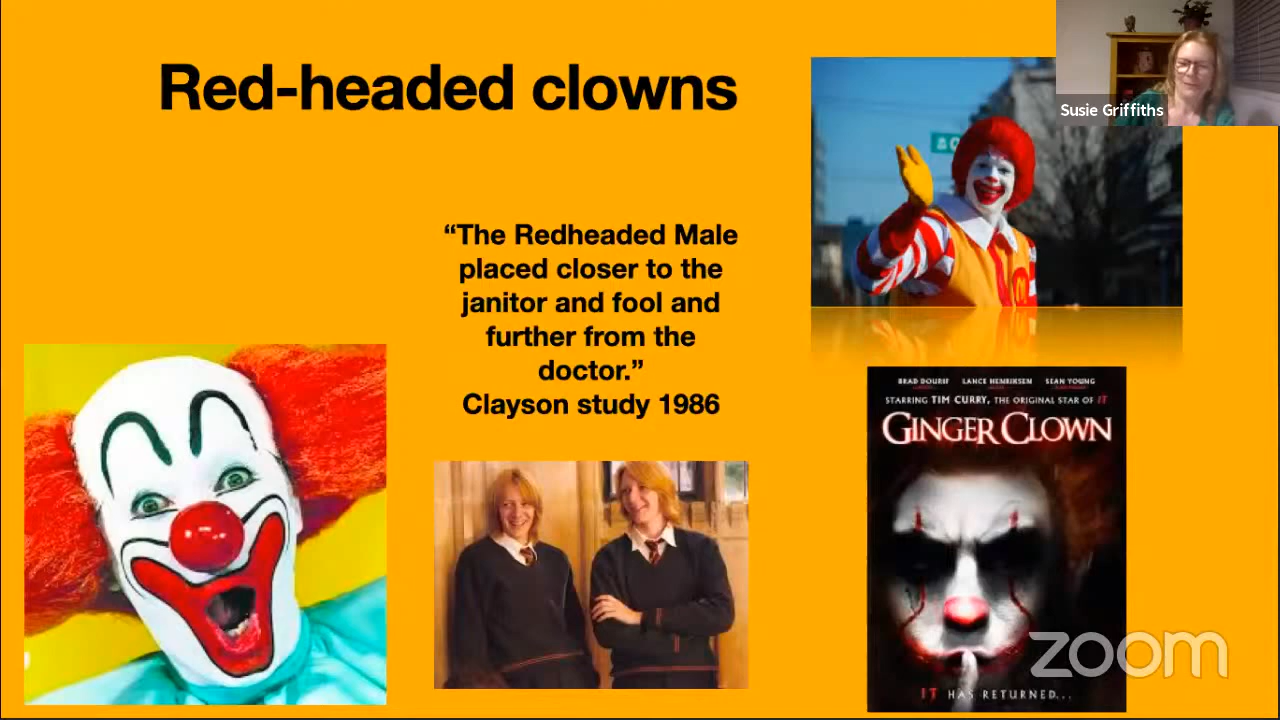 Red-headed clowns
Susie Griffiths
“The Redheaded Male
placed closer to the
janitor and fool and
further from the
doctor.”
Clayson study 1986
BRAD DOURIF LANCE HENRIKSEN SEAN YOUNG
STARRING TIM CURRY, THE ORIGINAL STAR OF IT
GINGER CLOWN
IT HAS RETURNED...
zoom